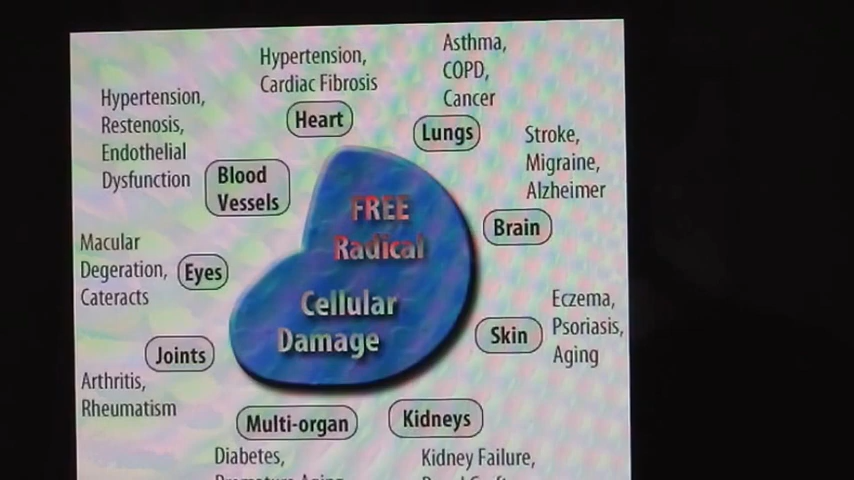 Hypertension,
Cardiac Fibrosis
Heart
Asthma,
COPD,
Cancer
Lungs
Hypertension,
Restenosis,
Endothelial
Dysfunction
Blood
Vessels
Stroke,
Migraine,
Alzheimer
Brain
FREE
Radical
Cellular
Damage
Macular
Degeration,
Cateracts
Eyes
Eczema,
Psoriasis,
Aging
Skin
Joints
Arthritis,
Rheumatism
Multi-organ
Diabetes,
Kidneys
Kidney Failure,